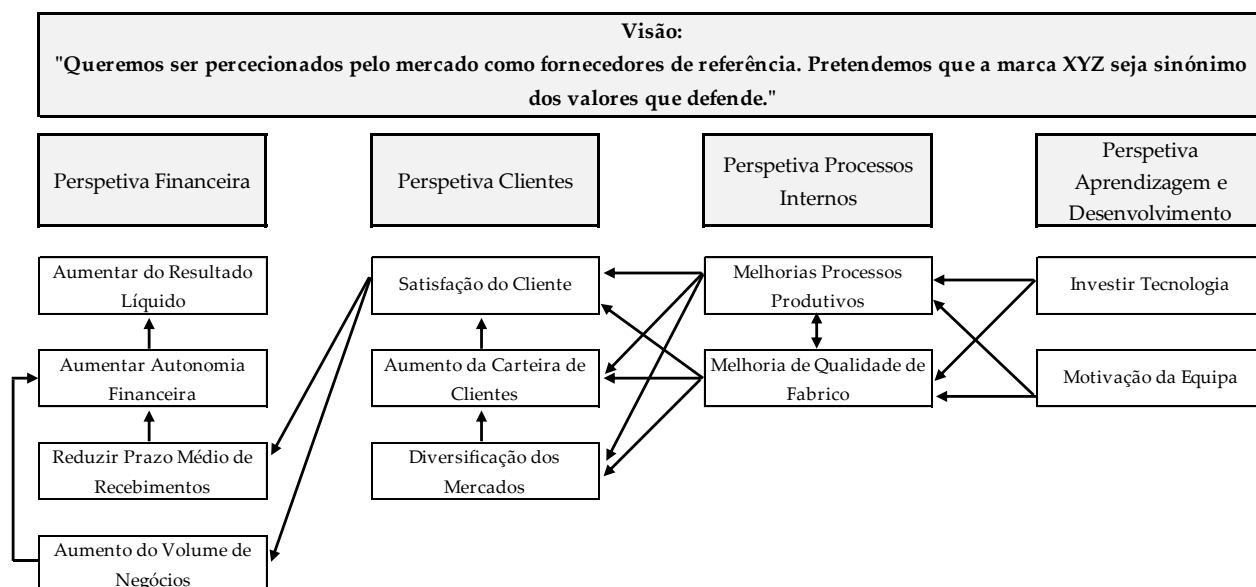 Visão:
"Queremos ser percecionados pelo mercado como fornecedores de referência. Pretendemos que a marca XYZ seja sinónimo
dos valores que defende."
Perspetiva Financeira
Perspetiva Clientes
Perspetiva Processos
Internos
Perspetiva
Aprendizagem e
Desenvolvimento
Aumentar do Resultado
Líquido
Satisfação do Cliente
Melhorias Processos
Produtivos
Investir Tecnologia
Aumentar Autonomia
Financeira
Aumento da Carteira de
Clientes
Melhoria de Qualidade de
Fabrico
Motivação da Equipa
Reduzir Prazo Médio de
Recebimentos
Diversificação dos
Mercados
Aumento do Volume de
Negócios